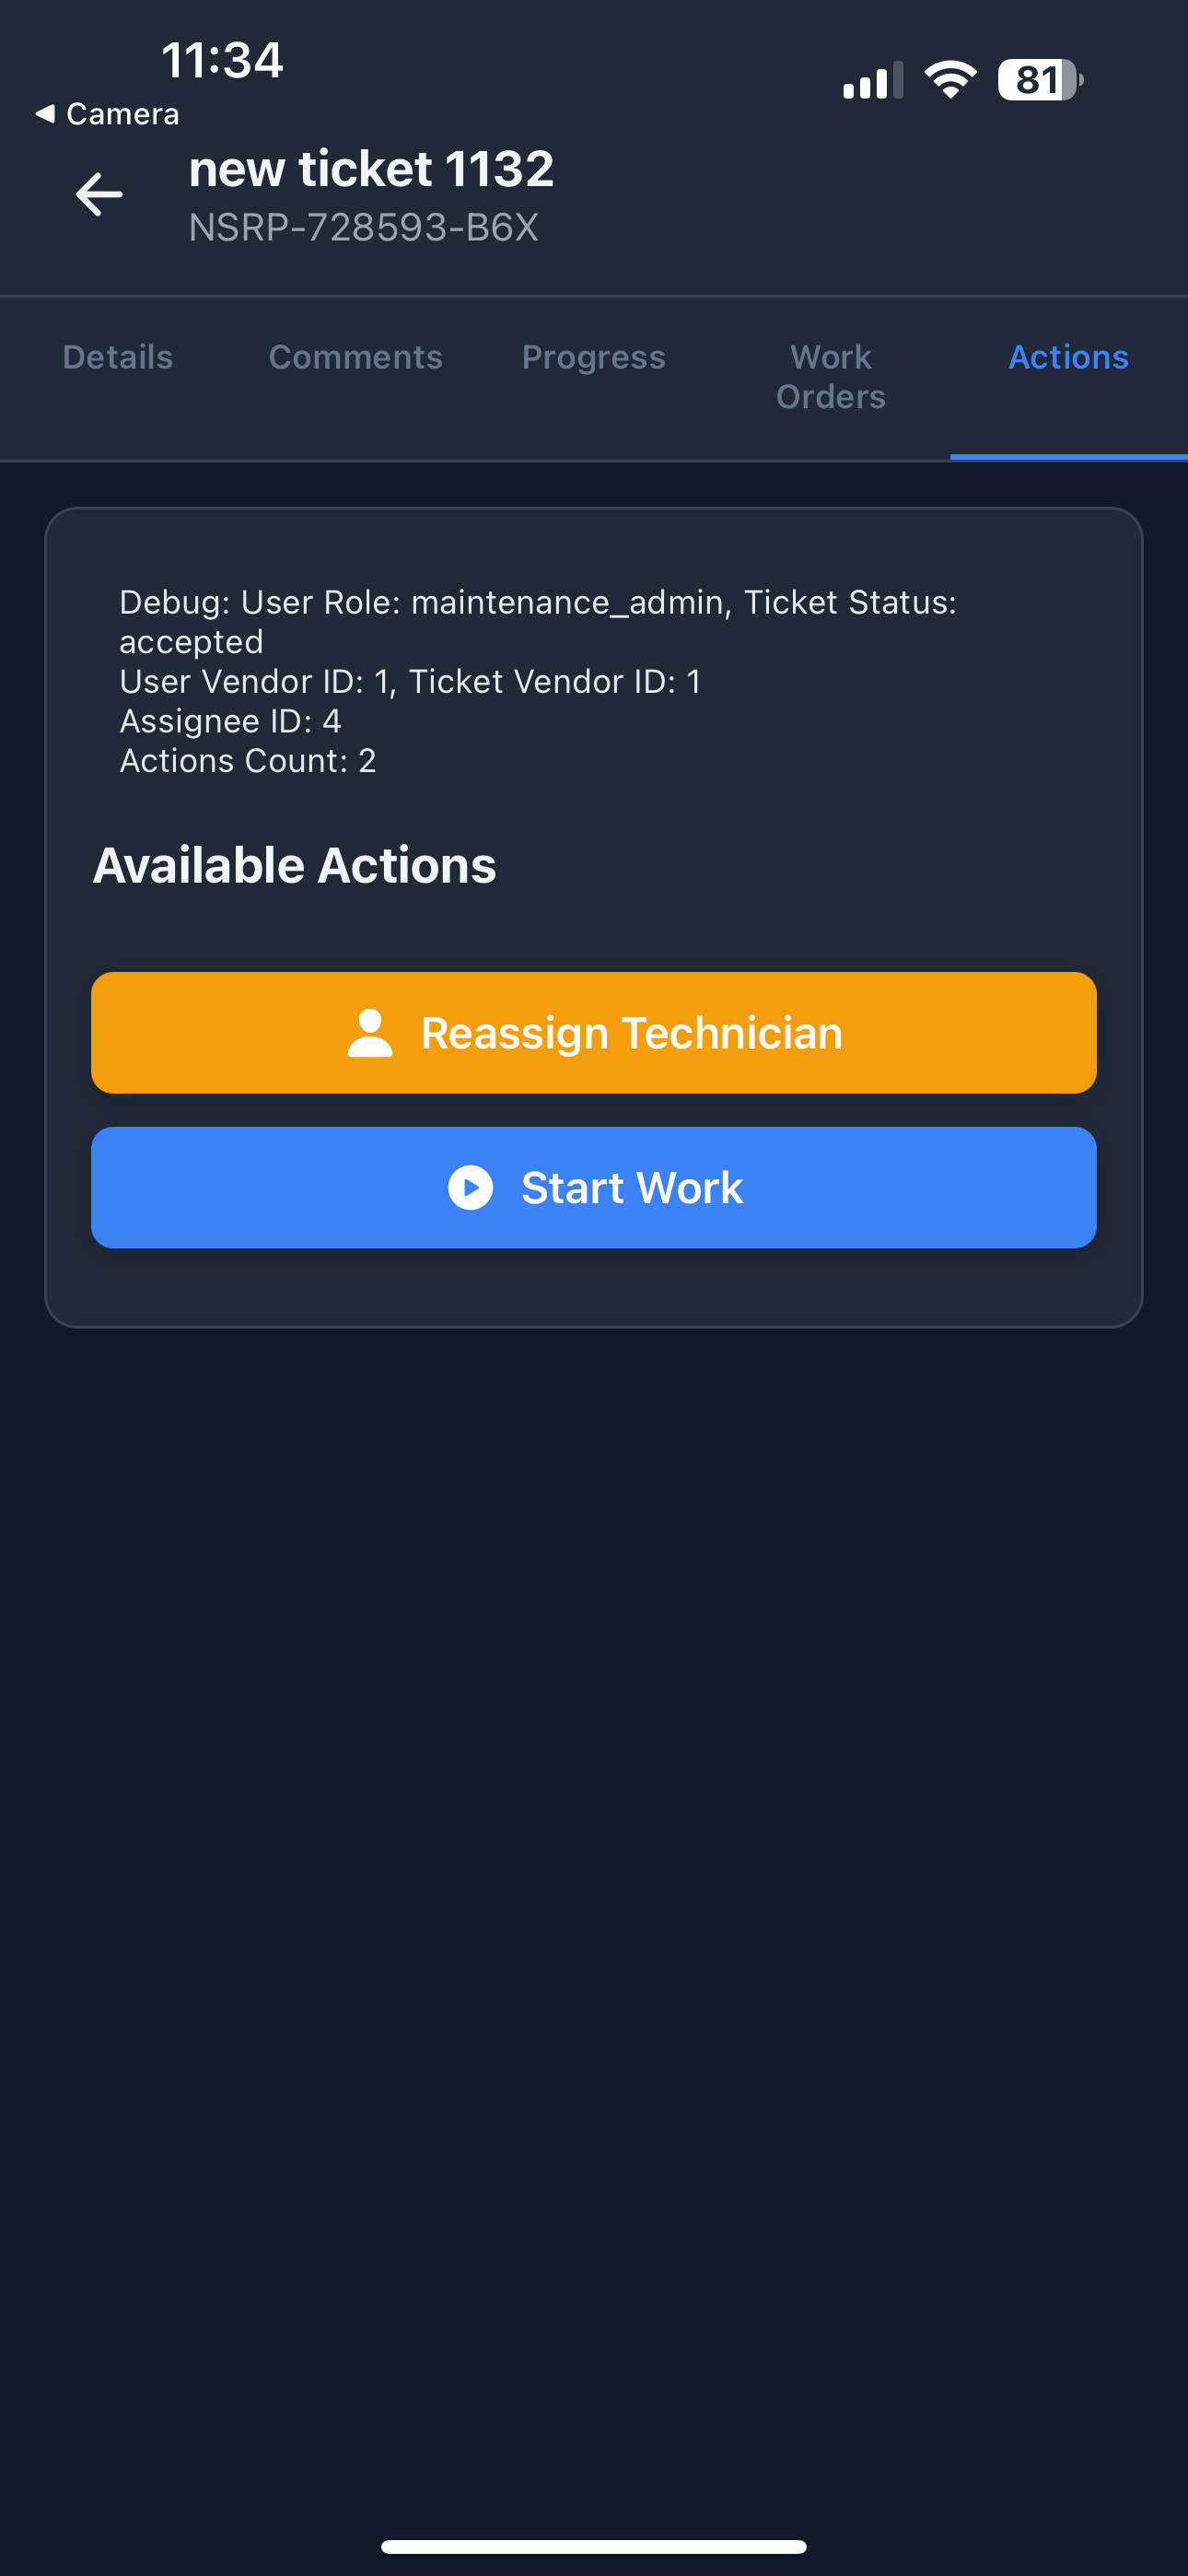 11:34
81
Camera
new ticket 1132
NSRP-728593-B6X
Details
Comments
Progress
Work
Orders
Actions
Debug: User Role: maintenance_admin, Ticket Status:
accepted
User Vendor ID: 1, Ticket Vendor ID: 1
Assignee ID: 4
Actions Count: 2
Available Actions
Reassign Technician
Start Work